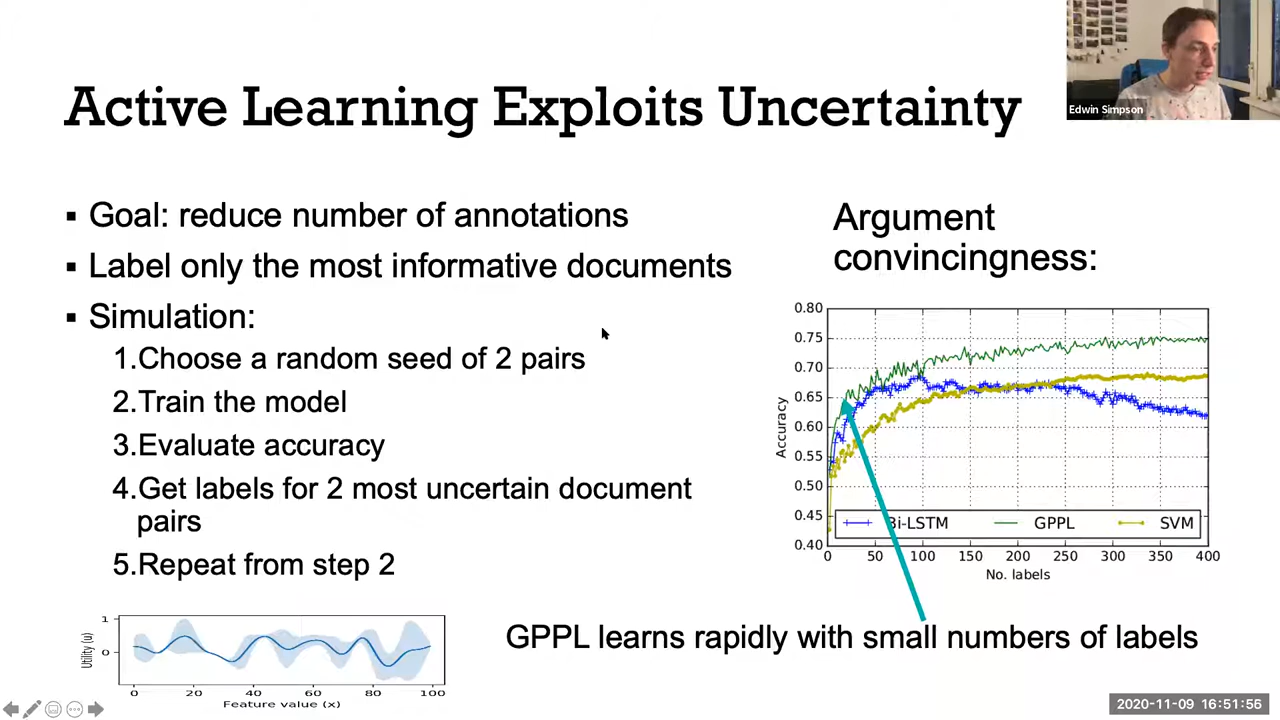 Active Learning Exploits Uncertainty
Edwin Simpson
▪ Goal: reduce number of annotations
▪ Label only the most informative documents
▪ Simulation:
1.Choose a random seed of 2 pairs
2.Train the model
3.Evaluate accuracy
4.Get labels for 2 most uncertain document
pairs
5.Repeat from step 2
Argument
convincingness:
0.80
0.75
0.70
0.65
0.60
0.55
0.50
0.45
0.40
Accuracy
Bi-LSTM GPPL SVM
0 50 100 150 200 250 300 350 400
No. labels
GPPL learns rapidly with small numbers of labels
1
0
Utility (u)
0 20 40 60 80 100
Feature value (x)
2020-11-09 16:51:56